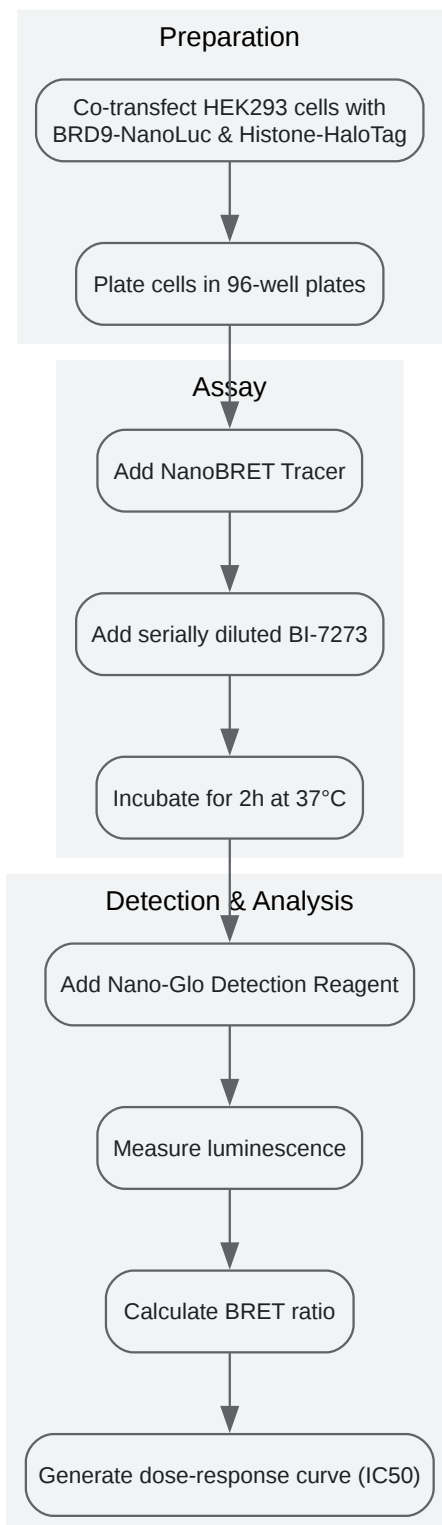 Preparation
Co-transfect HEK293 cells with
BRD9-NanoLuc & Histone-HaloTag
Plate cells in 96-well plates
Assay
Add NanoBRET Tracer
Add serially diluted BI-7273
Incubate for 2h at 37°C
Detection & Analysis
Add Nano-Glo Detection Reagent
Measure luminescence
Calculate BRET ratio
Generate dose-response curve (IC50)